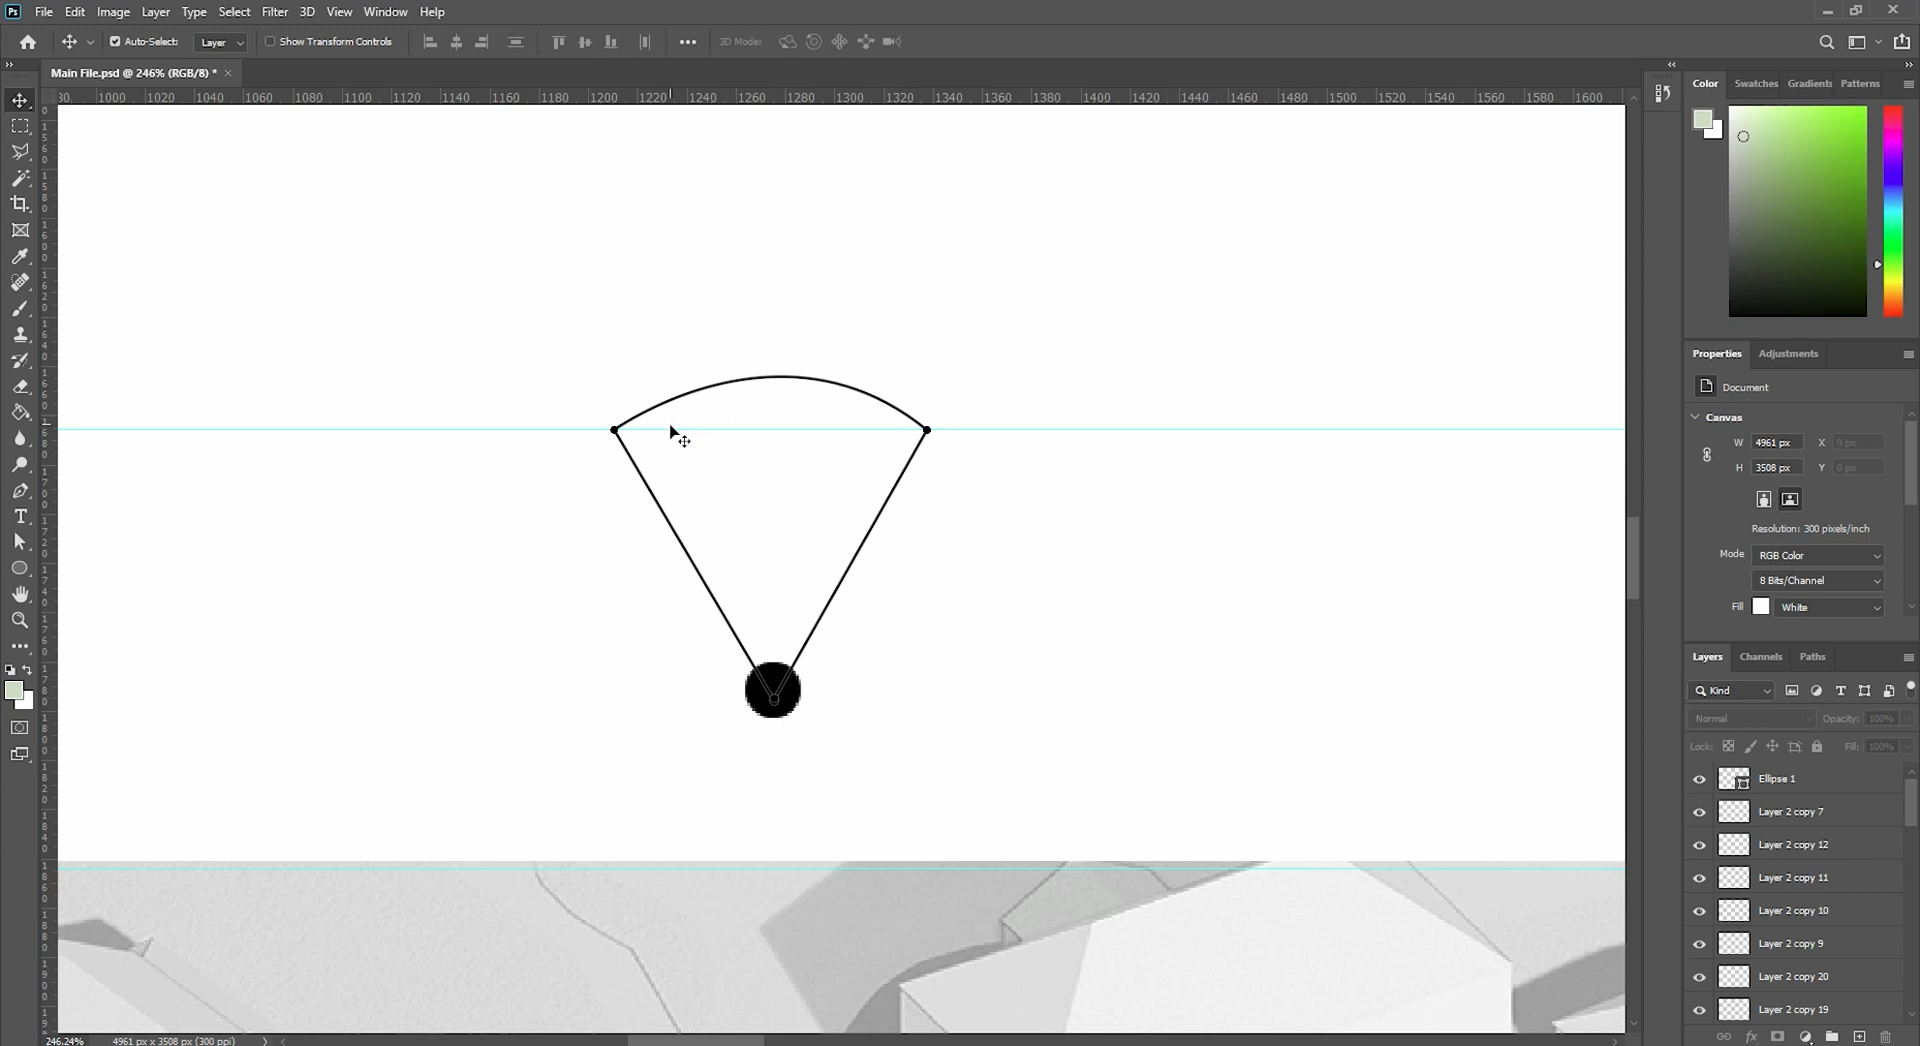 Ps File Edit Image Layer Type Select Filter 3D View Window Help
Auto-Select: Layer Show Transform Controls 3D Mode:
Main File.psd @ 246% (RGB/8) * ×
1000 1020 1040 1060 1080 1100 1120 1140 1160 1180 1200 1220 1240 1260 1280 1300 1320 1340 1360 1380 1400 1420 1440 1460 1480 1500 1520 1540 1560 1580 1600
Color Swatches Gradients Patterns
Properties Adjustments
Document
Canvas
W 4961 px X 0 px
H 3508 px Y 0 px
Resolution: 300 pixels/inch
Mode RGB Color
8 Bits/Channel
Fill White
Layers Channels Paths
Kind
Normal Opacity: 100%
Lock: Fill: 100%
Ellipse 1
Layer 2 copy 7
Layer 2 copy 12
Layer 2 copy 11
Layer 2 copy 10
Layer 2 copy 9
Layer 2 copy 20
Layer 2 copy 19
246.24% 4961 px x 3508 px (300 ppi)